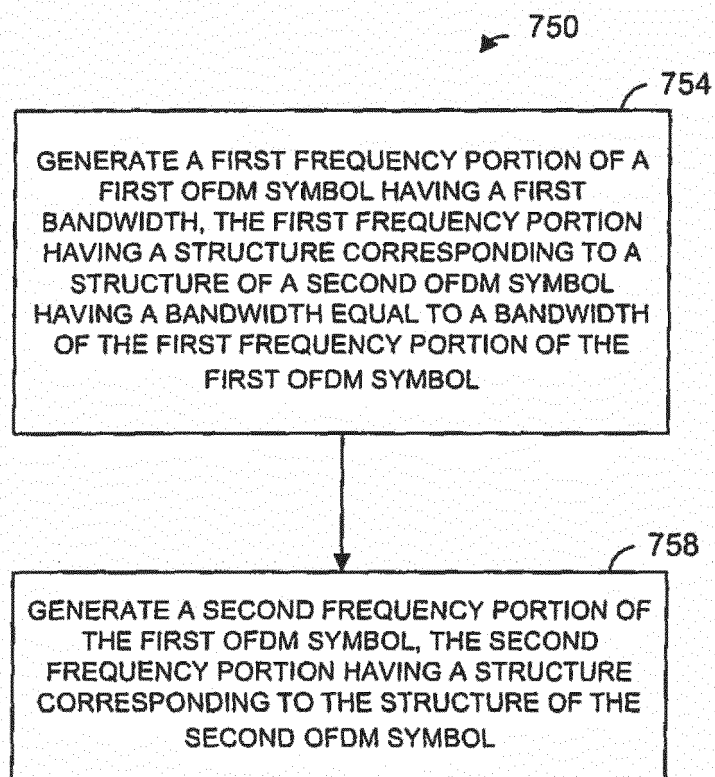 750
754
GENERATE A FIRST FREQUENCY PORTION OF A
FIRST OFDM SYMBOL HAVING A FIRST
BANDWIDTH, THE FIRST FREQUENCY PORTION
HAVING A STRUCTURE CORRESPONDING TO A
STRUCTURE OF A SECOND OFDM SYMBOL
HAVING A BANDWIDTH EQUAL TO A BANDWIDTH
OF THE FIRST FREQUENCY PORTION OF THE
FIRST OFDM SYMBOL
758
GENERATE A SECOND FREQUENCY PORTION OF
THE FIRST OFDM SYMBOL, THE SECOND
FREQUENCY PORTION HAVING A STRUCTURE
CORRESPONDING TO THE STRUCTURE OF THE
SECOND OFDM SYMBOL